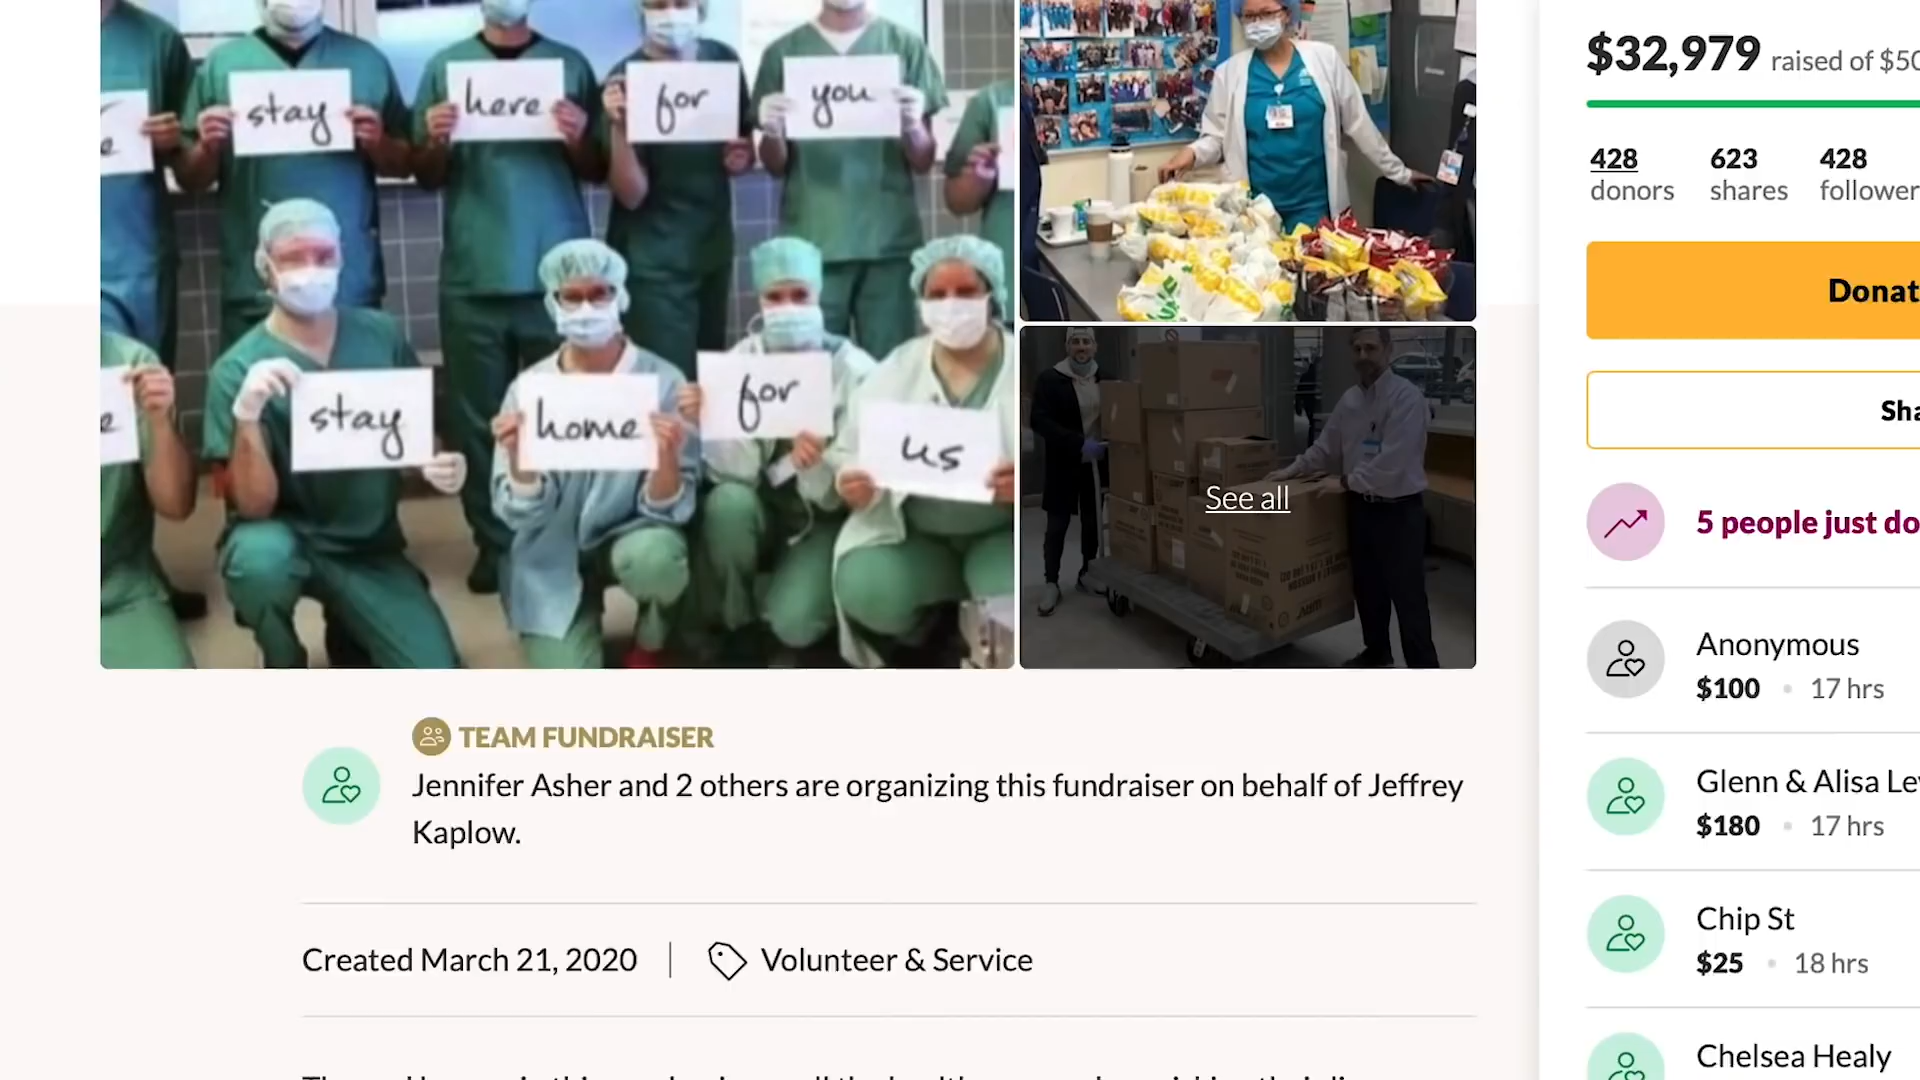 stay
here
for
you
stay
home
for
us
See all
TEAM FUNDRAISER
Jennifer Asher and 2 others are organizing this fundraiser on behalf of Jeffrey
Kaplow.
Created March 21, 2020
Volunteer & Service
$32,979 raised of
428
donors
623
shares
428
follower
Donat
Sha
5 people just do
Anonymous
$100 • 17 hrs
Glenn & Alisa Le
$180 • 17 hrs
Chip St
$25 • 18 hrs
Chelsea Healy